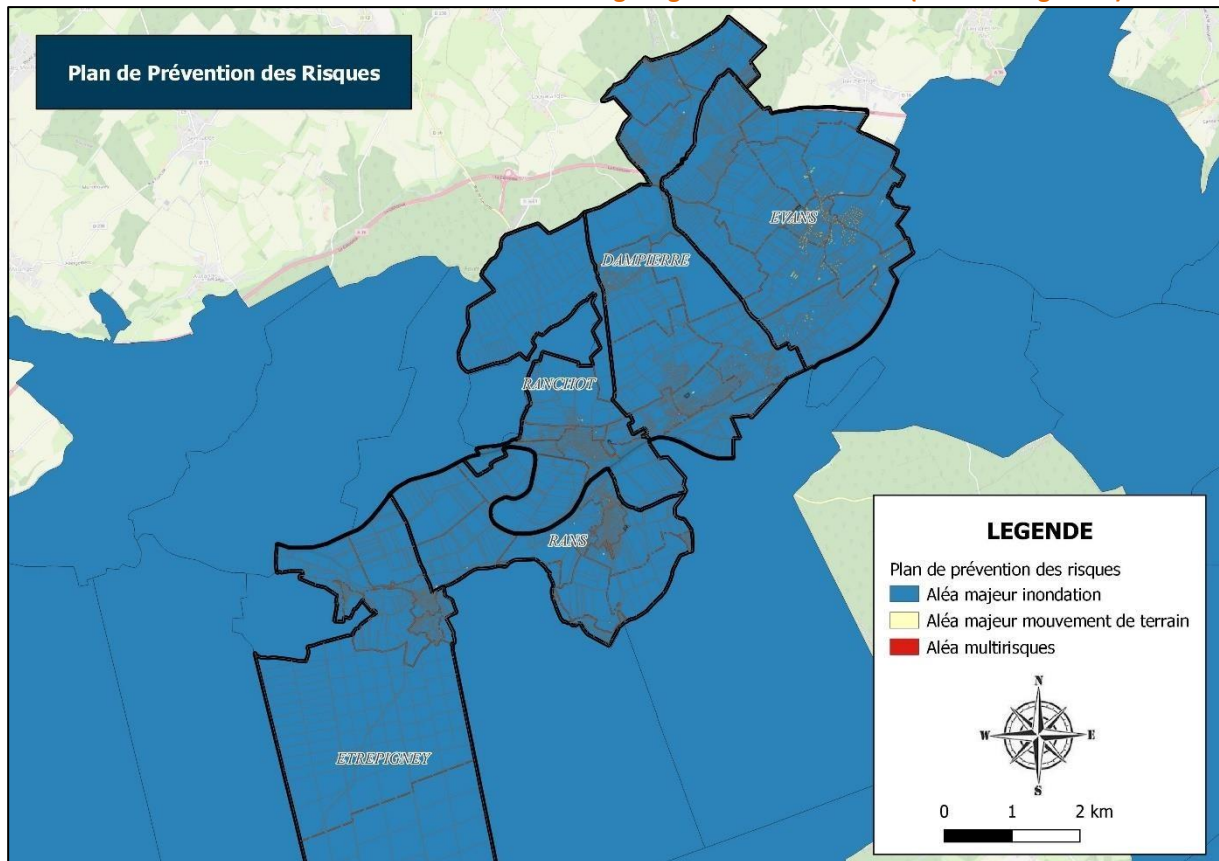 Plan de Prévention des Risques
EVANS
DAMPIERRE
RANCHOT
RANS
ETREPIGNEY
LEGENDE
Plan de prévention des risques
Aléa majeur inondation
Aléa majeur mouvement de terrain
Aléa multirisques
N
W
E
S
0 1 2 km